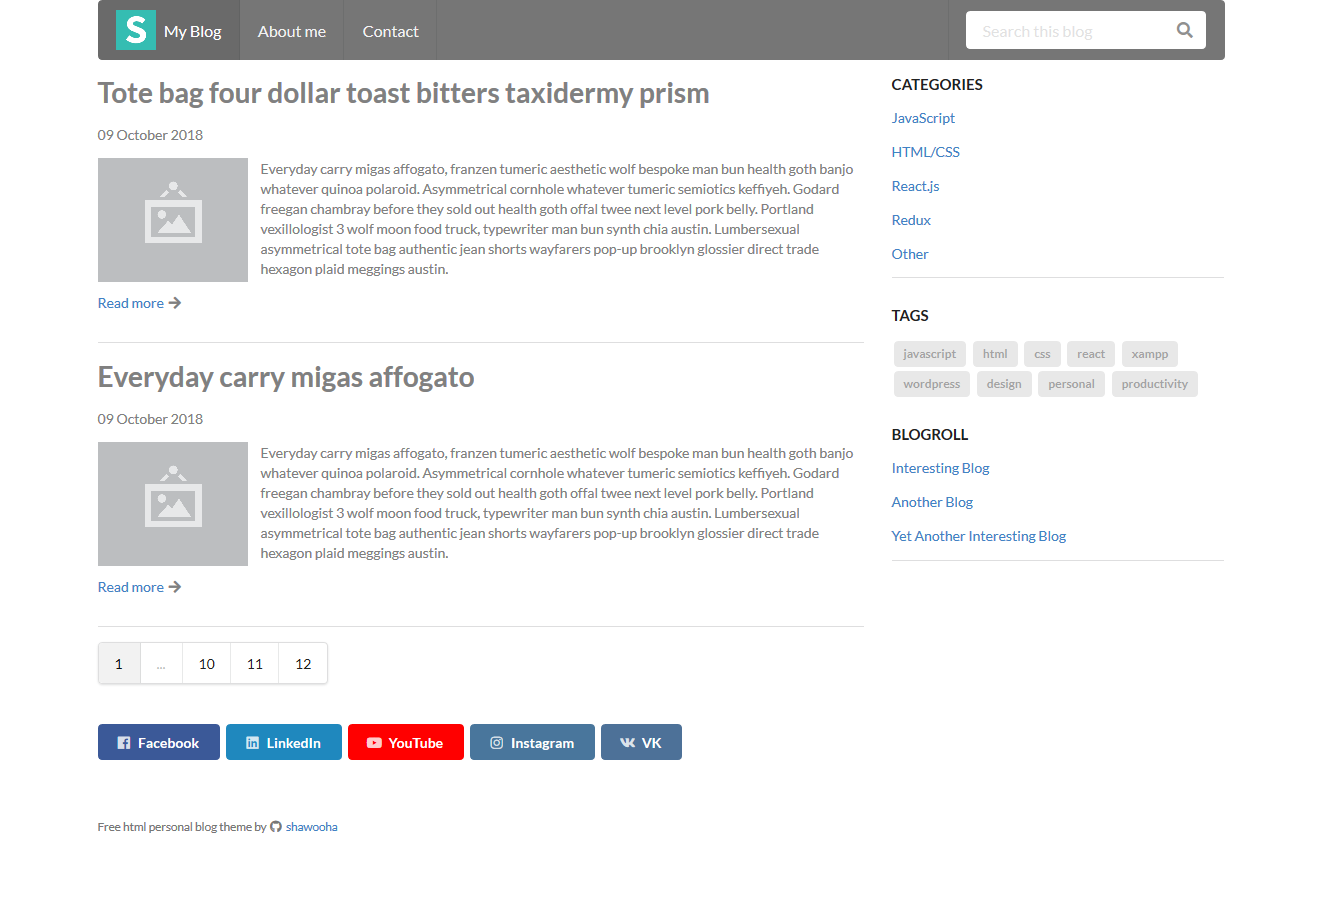 S My Blog About me Contact Search this blog
Tote bag four dollar toast bitters taxidermy prism
09 October 2018
Everyday carry migas affogato, franzen tumeric aesthetic wolf bespoke man bun health goth banjo
whatever quinoa polaroid. Asymmetrical cornhole whatever tumeric semiotics keffiyeh. Godard
freegan chambray before they sold out health goth offal twee next level pork belly. Portland
vexillologist 3 wolf moon food truck, typewriter man bun synth chia austin. Lumbersexual
asymmetrical tote bag authentic jean shorts wayfarers pop-up brooklyn glossier direct trade
hexagon plaid meggings austin.
Read more
Everyday carry migas affogato
09 October 2018
Everyday carry migas affogato, franzen tumeric aesthetic wolf bespoke man bun health goth banjo
whatever quinoa polaroid. Asymmetrical cornhole whatever tumeric semiotics keffiyeh. Godard
freegan chambray before they sold out health goth offal twee next level pork belly. Portland
vexillologist 3 wolf moon food truck, typewriter man bun synth chia austin. Lumbersexual
asymmetrical tote bag authentic jean shorts wayfarers pop-up brooklyn glossier direct trade
hexagon plaid meggings austin.
Read more
1 ... 10 11 12
CATEGORIES
JavaScript
HTML/CSS
React.js
Redux
Other
TAGS
javascript html css react xampp
wordpress design personal productivity
BLOGROLL
Interesting Blog
Another Blog
Yet Another Interesting Blog
Facebook LinkedIn YouTube Instagram VK
Free html personal blog theme by shawooha